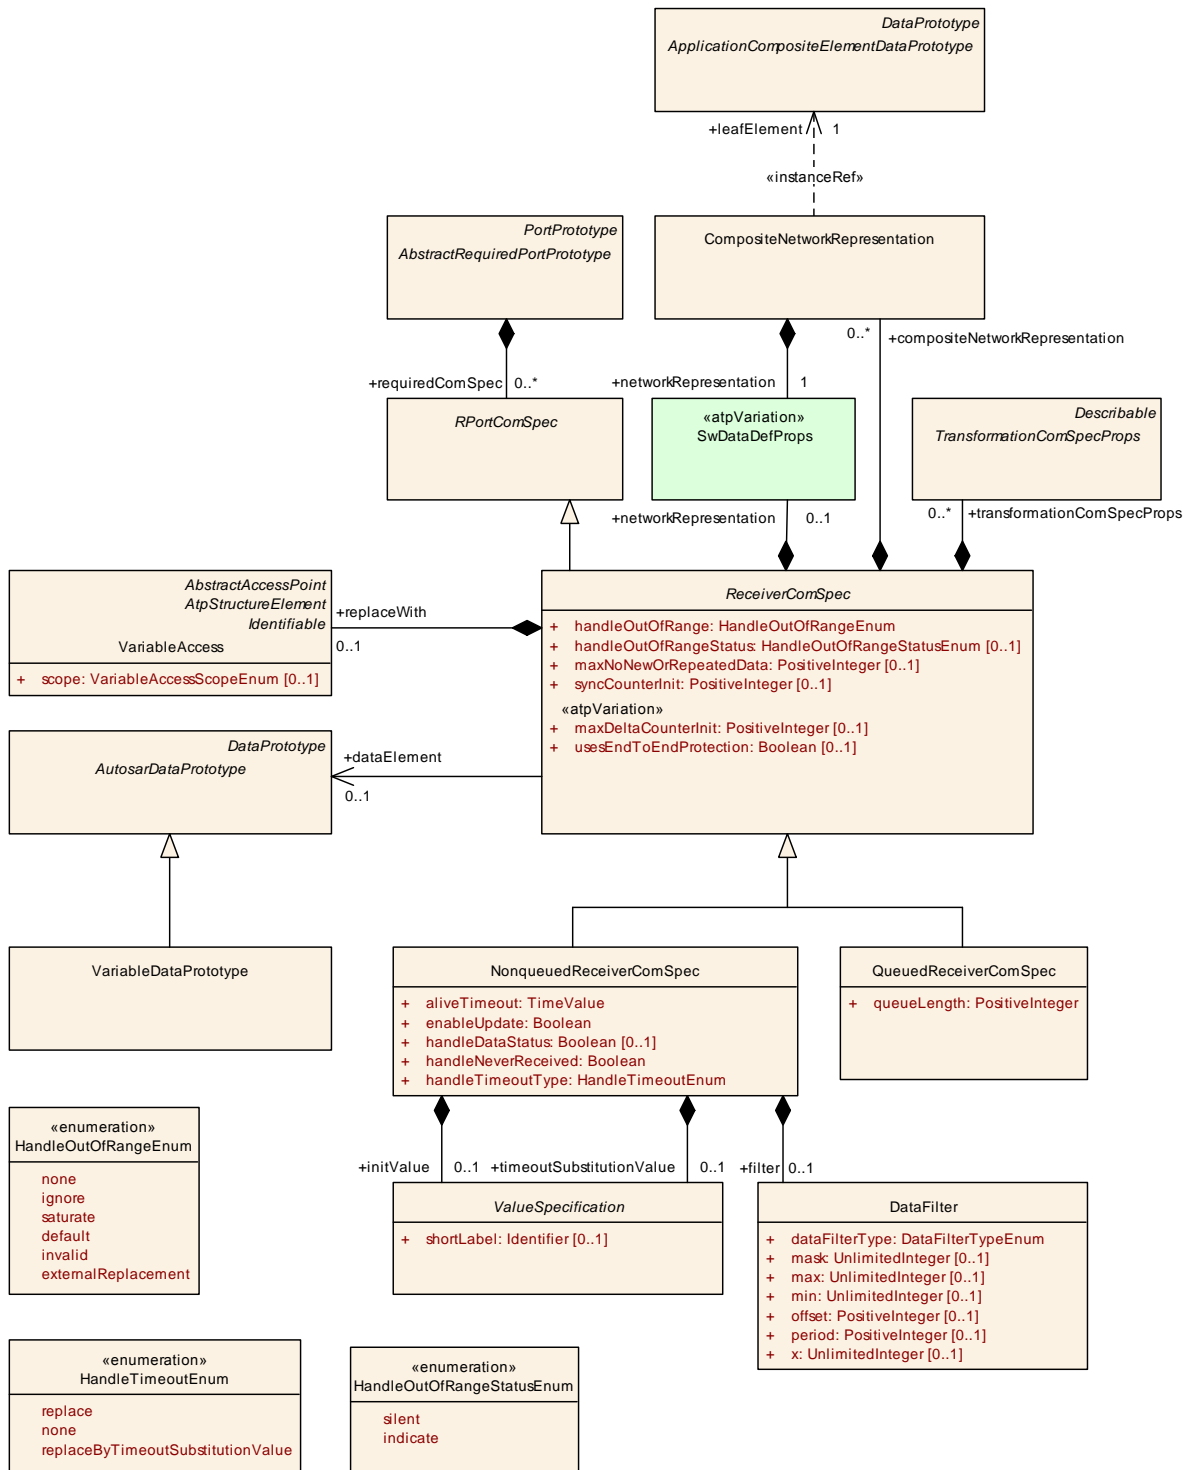 DataPrototype
ApplicationCompositeElementDataPrototype
+leafElement 1
«instanceRef»
PortPrototype
AbstractRequiredPortPrototype
CompositeNetworkRepresentation
0..* +compositeNetworkRepresentation
+requiredComSpec 0..*
+networkRepresentation 1
RPortComSpec
«atpVariation»
SwDataDefProps
Describable
TransformationComSpecProps
+networkRepresentation 0..1
0..* +transformationComSpecProps
AbstractAccessPoint
AtpStructureElement
Identifiable
VariableAccess
+ scope: VariableAccessScopeEnum [0..1]
+replaceWith
0..1
ReceiverComSpec
+ handleOutOfRange: HandleOutOfRangeEnum
+ handleOutOfRangeStatus: HandleOutOfRangeStatusEnum [0..1]
+ maxNoNewOrRepeatedData: PositiveInteger [0..1]
+ syncCounterInit: PositiveInteger [0..1]
«atpVariation»
+ maxDeltaCounterInit: PositiveInteger [0..1]
+ usesEndToEndProtection: Boolean [0..1]
DataPrototype
AutosarDataPrototype
+dataElement
0..1
VariableDataPrototype
NonqueuedReceiverComSpec
+ aliveTimeout: TimeValue
+ enableUpdate: Boolean
+ handleDataStatus: Boolean [0..1]
+ handleNeverReceived: Boolean
+ handleTimeoutType: HandleTimeoutEnum
QueuedReceiverComSpec
+ queueLength: PositiveInteger
«enumeration»
HandleOutOfRangeEnum
none
ignore
saturate
default
invalid
externalReplacement
+initValue 0..1
+timeoutSubstitutionValue 0..1
+filter 0..1
ValueSpecification
+ shortLabel: Identifier [0..1]
DataFilter
+ dataFilterType: DataFilterTypeEnum
+ mask: UnlimitedInteger [0..1]
+ max: UnlimitedInteger [0..1]
+ min: UnlimitedInteger [0..1]
+ offset: PositiveInteger [0..1]
+ period: PositiveInteger [0..1]
+ x: UnlimitedInteger [0..1]
«enumeration»
HandleTimeoutEnum
replace
none
replaceByTimeoutSubstitutionValue
«enumeration»
HandleOutOfRangeStatusEnum
silent
indicate